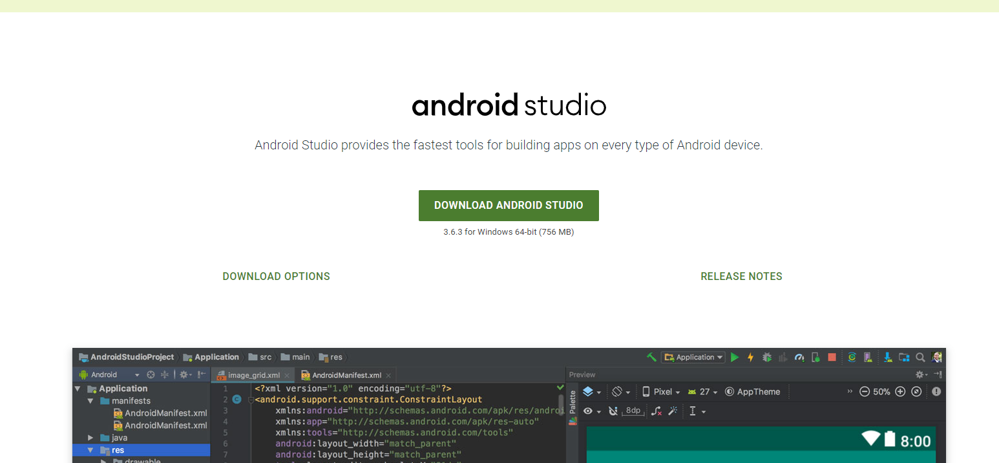 android studio
Android Studio provides the fastest tools for building apps on every type of Android device.
DOWNLOAD ANDROID STUDIO
3.6.3 for Windows 64-bit (756 MB)
DOWNLOAD OPTIONS
RELEASE NOTES
AndroidStudioProject Application src main res
Application
Android
image_grid.xml
AndroidManifest.xml
Preview
Application
manifests
AndroidManifest.xml
AndroidManifest.xml
java
res
drawable
1 <?xml version="1.0" encoding="utf-8"?>
2 <android.support.constraint.ConstraintLayout
3 xmlns:android="http://schemas.android.com/apk/res/androi
4 xmlns:app="http://schemas.android.com/apk/res-auto"
5 xmlns:tools="http://schemas.android.com/tools"
6 android:layout_width="match_parent"
7 android:layout_height="match_parent"
Palette
Pixel 27 AppTheme 50%
8dp
8:00